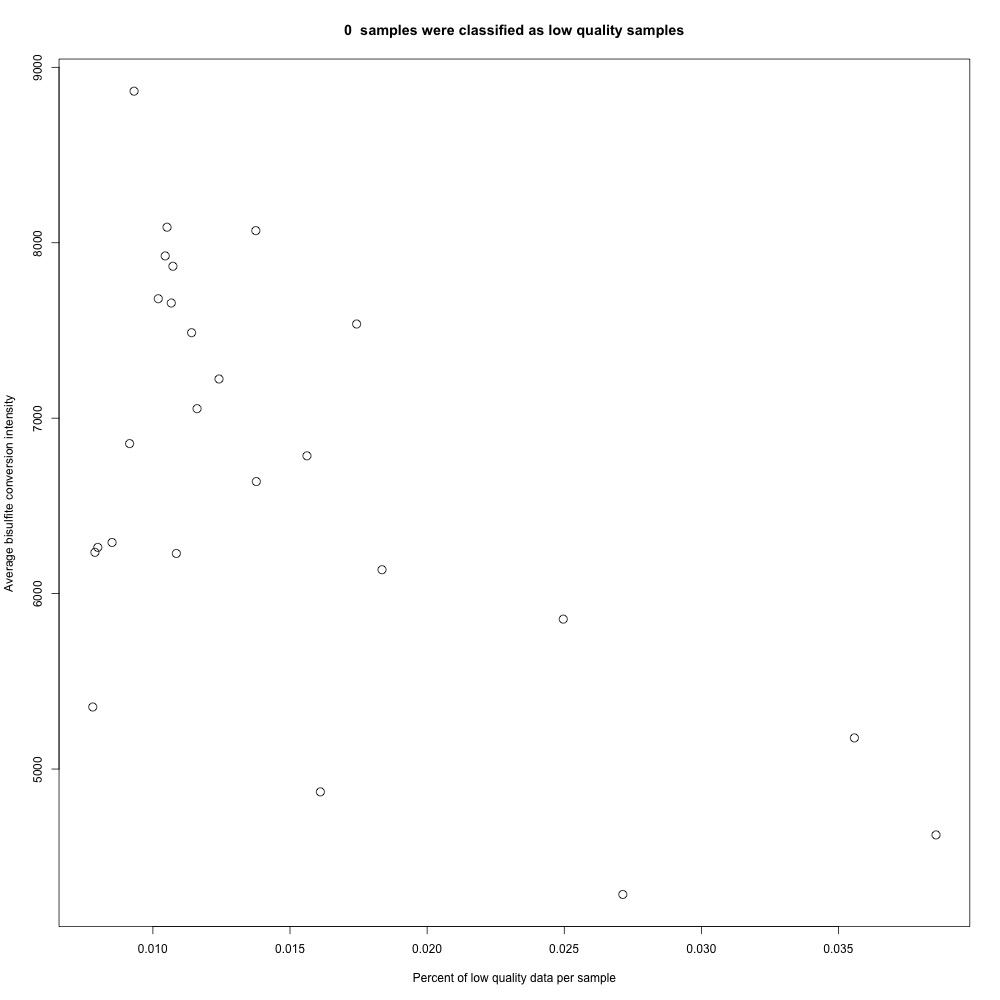 0  samples were classified as low quality samples
Average bisulfite conversion intensity
9000
8000
7000
6000
5000
0.010 0.015 0.020 0.025 0.030 0.035
Percent of low quality data per sample